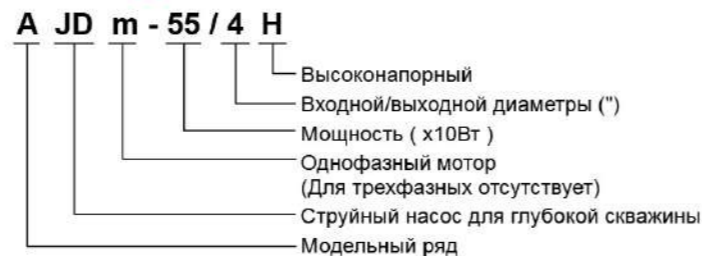 A JD m - 55 / 4 H
Высоконапорный
Входной/выходной диаметры (")
Мощность ( x10Вт )
Однофазный мотор
(Для трехфазных отсутствует)
Струйный насос для глубокой скважины
Модельный ряд